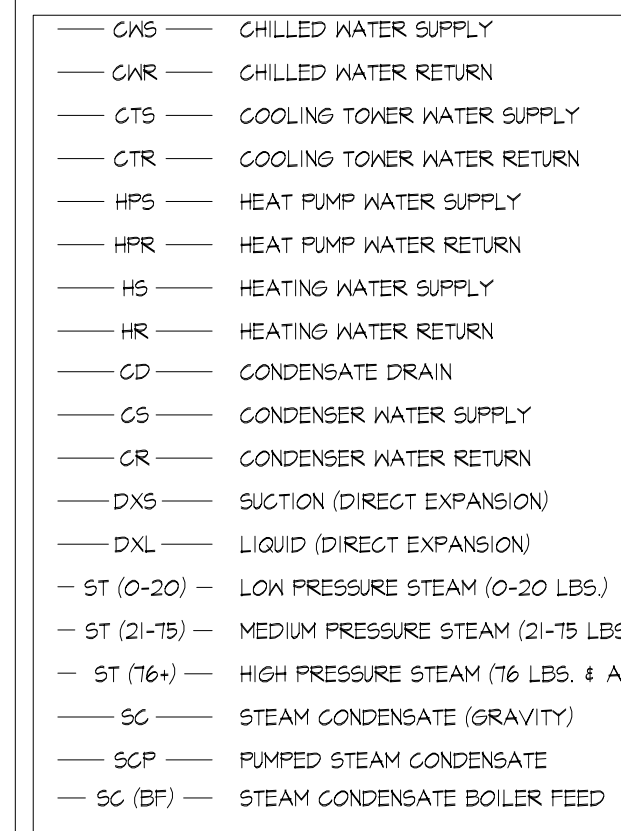 CWS CHILLED WATER SUPPLY
CWR CHILLED WATER RETURN
CTS COOLING TOWER WATER SUPPLY
CTR COOLING TOWER WATER RETURN
HPS HEAT PUMP WATER SUPPLY
HPR HEAT PUMP WATER RETURN
HS HEATING WATER SUPPLY
HR HEATING WATER RETURN
CD CONDENSATE DRAIN
CS CONDENSER WATER SUPPLY
CR CONDENSER WATER RETURN
DXS SUCTION (DIRECT EXPANSION)
DXL LIQUID (DIRECT EXPANSION)
ST (0-20) LOW PRESSURE STEAM (0-20 LBS.)
ST (21-75) MEDIUM PRESSURE STEAM (21-75 LBS
ST (76+) HIGH PRESSURE STEAM (76 LBS. & A
SC STEAM CONDENSATE (GRAVITY)
SCP PUMPED STEAM CONDENSATE
SC (BF) STEAM CONDENSATE BOILER FEED